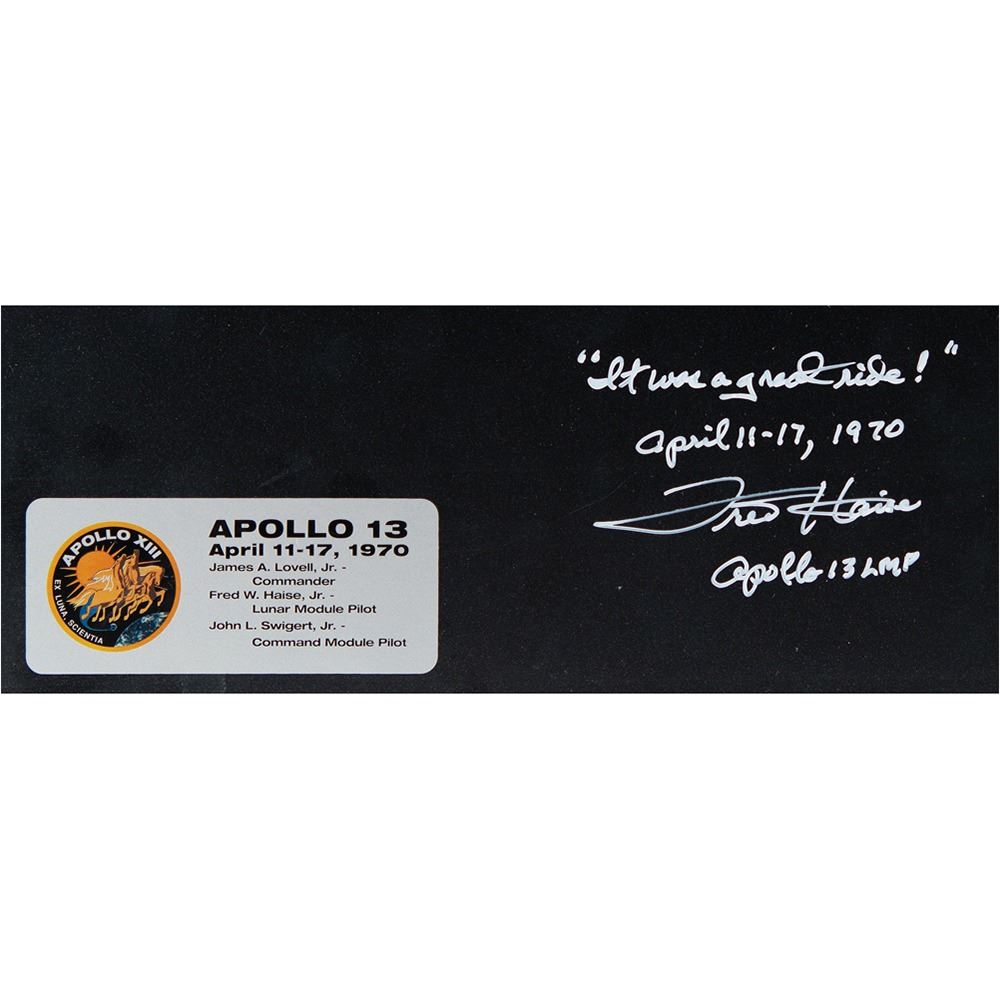 "It was a great ride!"
April 11-17, 1970
Fred Haise
Apollo 13 LMP
APOLLO XIII
EX LUNA, SCIENTIA
APOLLO 13
April 11-17, 1970
James A. Lovell, Jr. -
Commander
Fred W. Haise, Jr. -
Lunar Module Pilot
John L. Swigert, Jr. -
Command Module Pilot